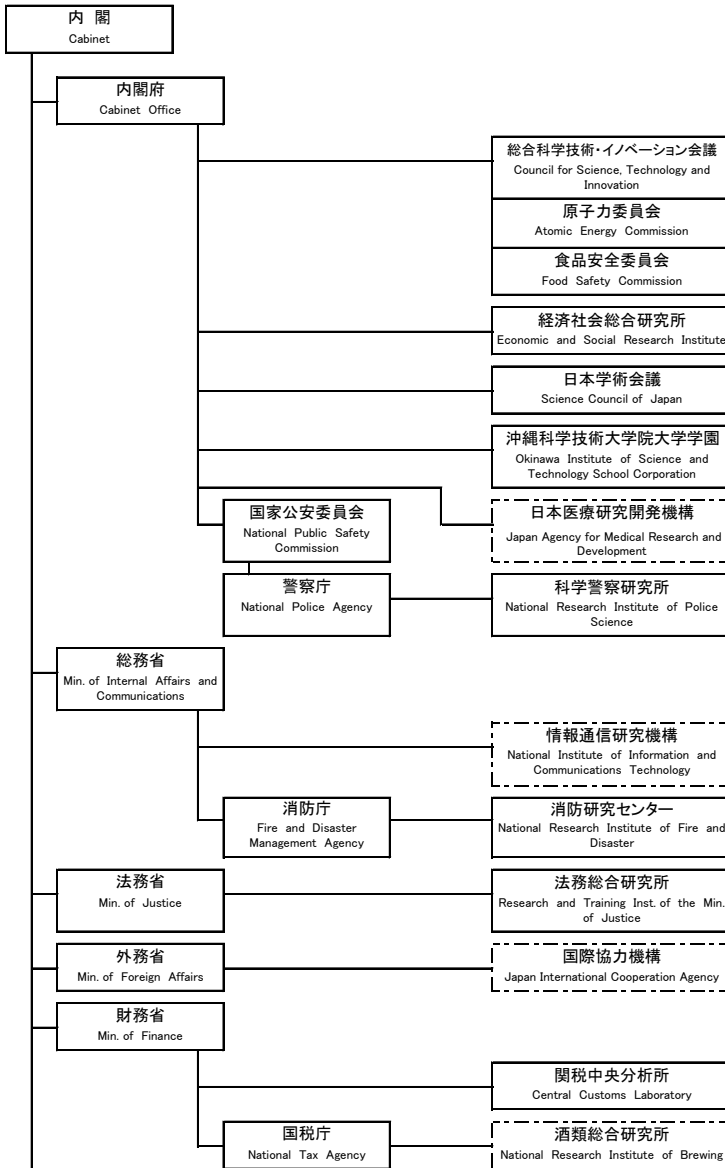 内 閣
Cabinet
内閣府
Cabinet Office
総合科学技術・イノベーション会議
Council for Science, Technology and
Innovation
原子力委員会
Atomic Energy Commission
食品安全委員会
Food Safety Commission
経済社会総合研究所
Economic and Social Research Institute
日本学術会議
Science Council of Japan
沖縄科学技術大学院大学学園
Okinawa Institute of Science and
Technology School Corporation
国家公安委員会
National Public Safety
Commission
日本医療研究開発機構
Japan Agency for Medical Research and
Development
警察庁
National Police Agency
科学警察研究所
National Research Institute of Police
Science
総務省
Min. of Internal Affairs and
Communications
情報通信研究機構
National Institute of Information and
Communications Technology
消防庁
Fire and Disaster
Management Agency
消防研究センター
National Research Institute of Fire and
Disaster
法務省
Min. of Justice
法務総合研究所
Research and Training Inst. of the Min.
of Justice
外務省
Min. of Foreign Affairs
国際協力機構
Japan International Cooperation Agency
財務省
Min. of Finance
関税中央分析所
Central Customs Laboratory
国税庁
National Tax Agency
酒類総合研究所
National Research Institute of Brewing